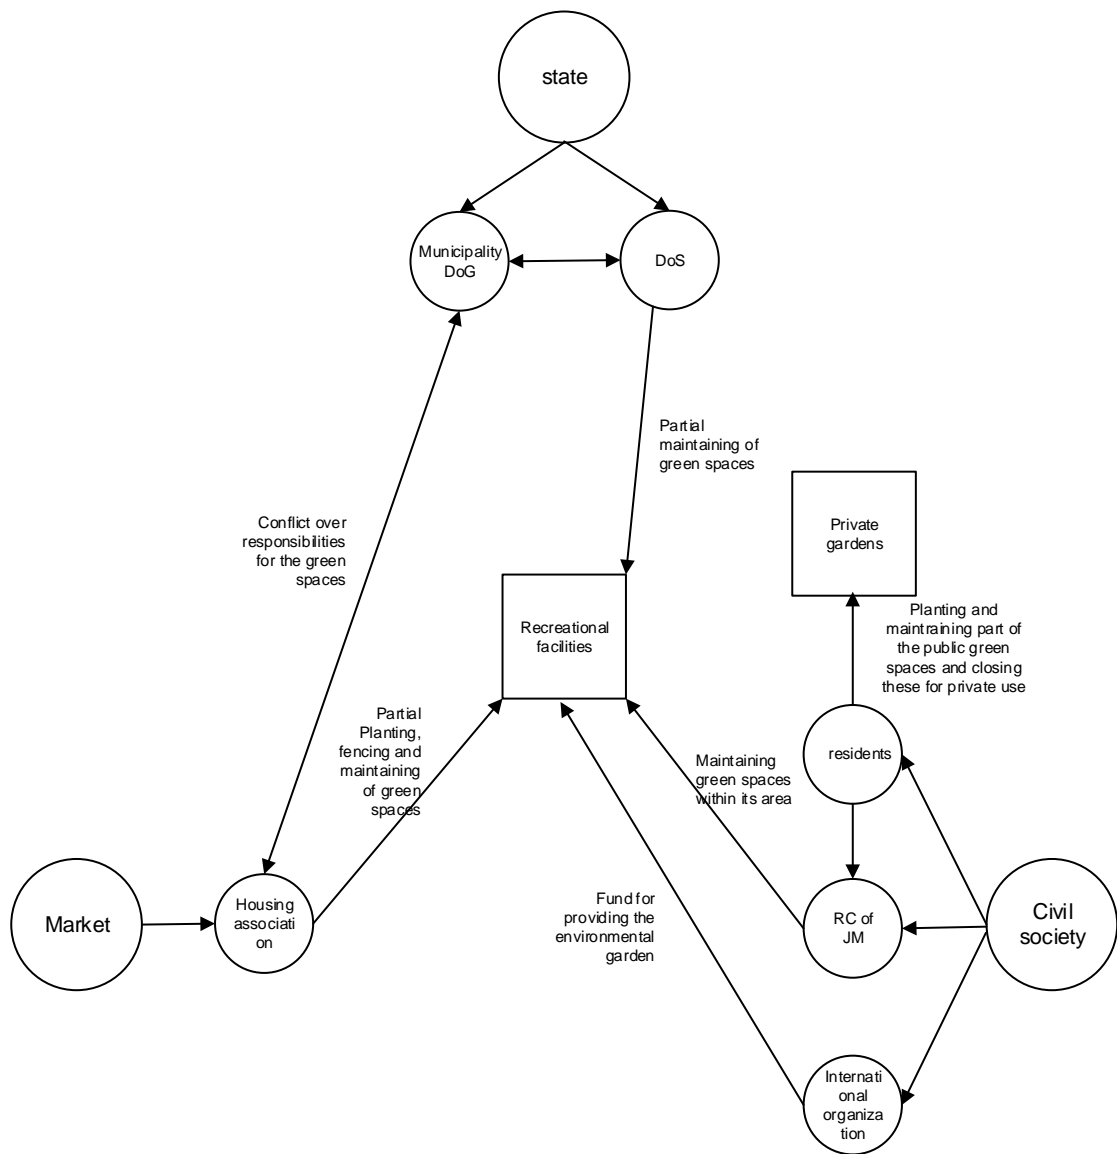 state
Municipality
DoG
DoS
Partial
maintaining of
green spaces
Private
gardens
Conflict over
responsibilities
for the green
spaces
Recreational
facilities
Planting and
maintraining part of
the public green
spaces and closing
these for private use
Partial
Planting,
fencing and
maintaining
of green
spaces
Maintaining
green spaces
within its area
residents
Market
Housing
associati
on
Fund for
providing the
environmental
garden
RC of
JM
Civil
society
Internati
onal
organiza
tion